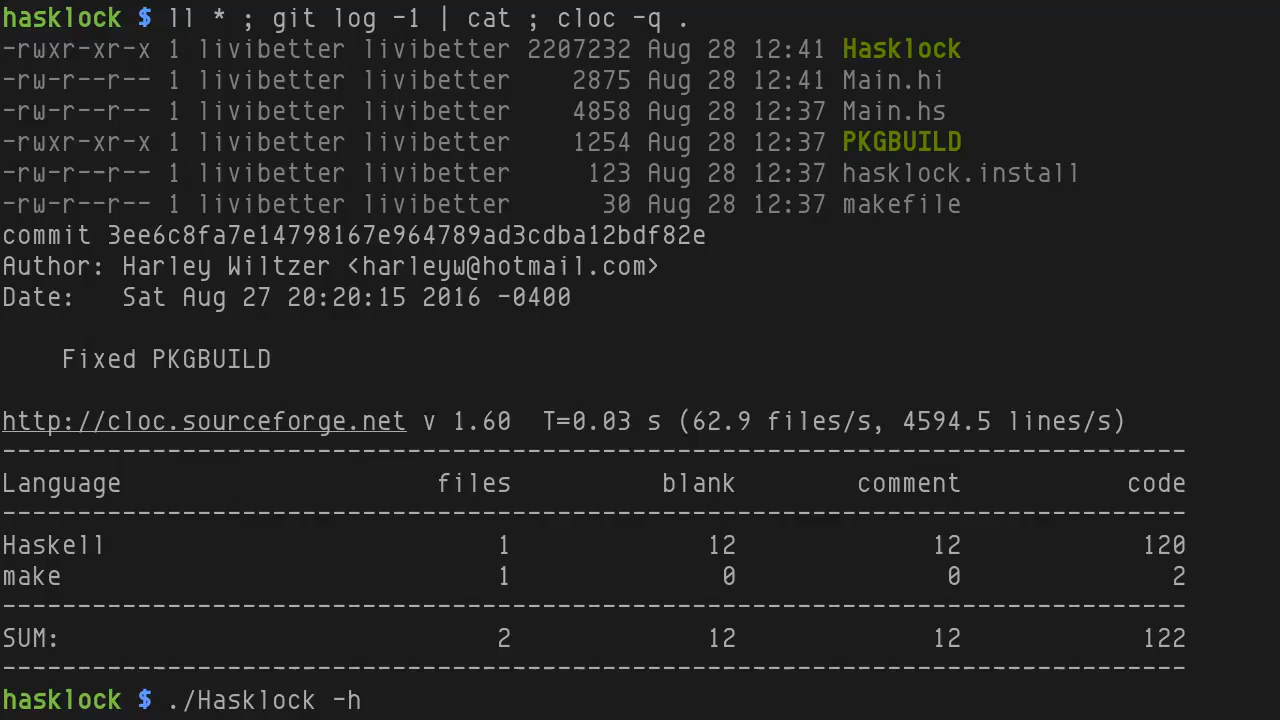 hasklock $ ll * ; git log -1 | cat ; cloc -q .
-rwxr-xr-x 1 livibetter livibetter 2207232 Aug 28 12:41 Hasklock
-rw-r--r-- 1 livibetter livibetter    2875 Aug 28 12:41 Main.hi
-rw-r--r-- 1 livibetter livibetter    4858 Aug 28 12:37 Main.hs
-rwxr-xr-x 1 livibetter livibetter    1254 Aug 28 12:37 PKGBUILD
-rw-r--r-- 1 livibetter livibetter     123 Aug 28 12:37 hasklock.install
-rw-r--r-- 1 livibetter livibetter      30 Aug 28 12:37 makefile
commit 3ee6c8fa7e14798167e964789ad3cdba12bdf82e
Author: Harley Wiltzer <harleyw@hotmail.com>
Date:   Sat Aug 27 20:20:15 2016 -0400
    Fixed PKGBUILD
http://cloc.sourceforge.net v 1.60  T=0.03 s (62.9 files/s, 4594.5 lines/s)
-------------------------------------------------------------------------------
Language                     files          blank        comment           code
-------------------------------------------------------------------------------
Haskell                          1             12             12            120
make                             1              0              0              2
-------------------------------------------------------------------------------
SUM:                             2             12             12            122
-------------------------------------------------------------------------------
hasklock $ ./Hasklock -h